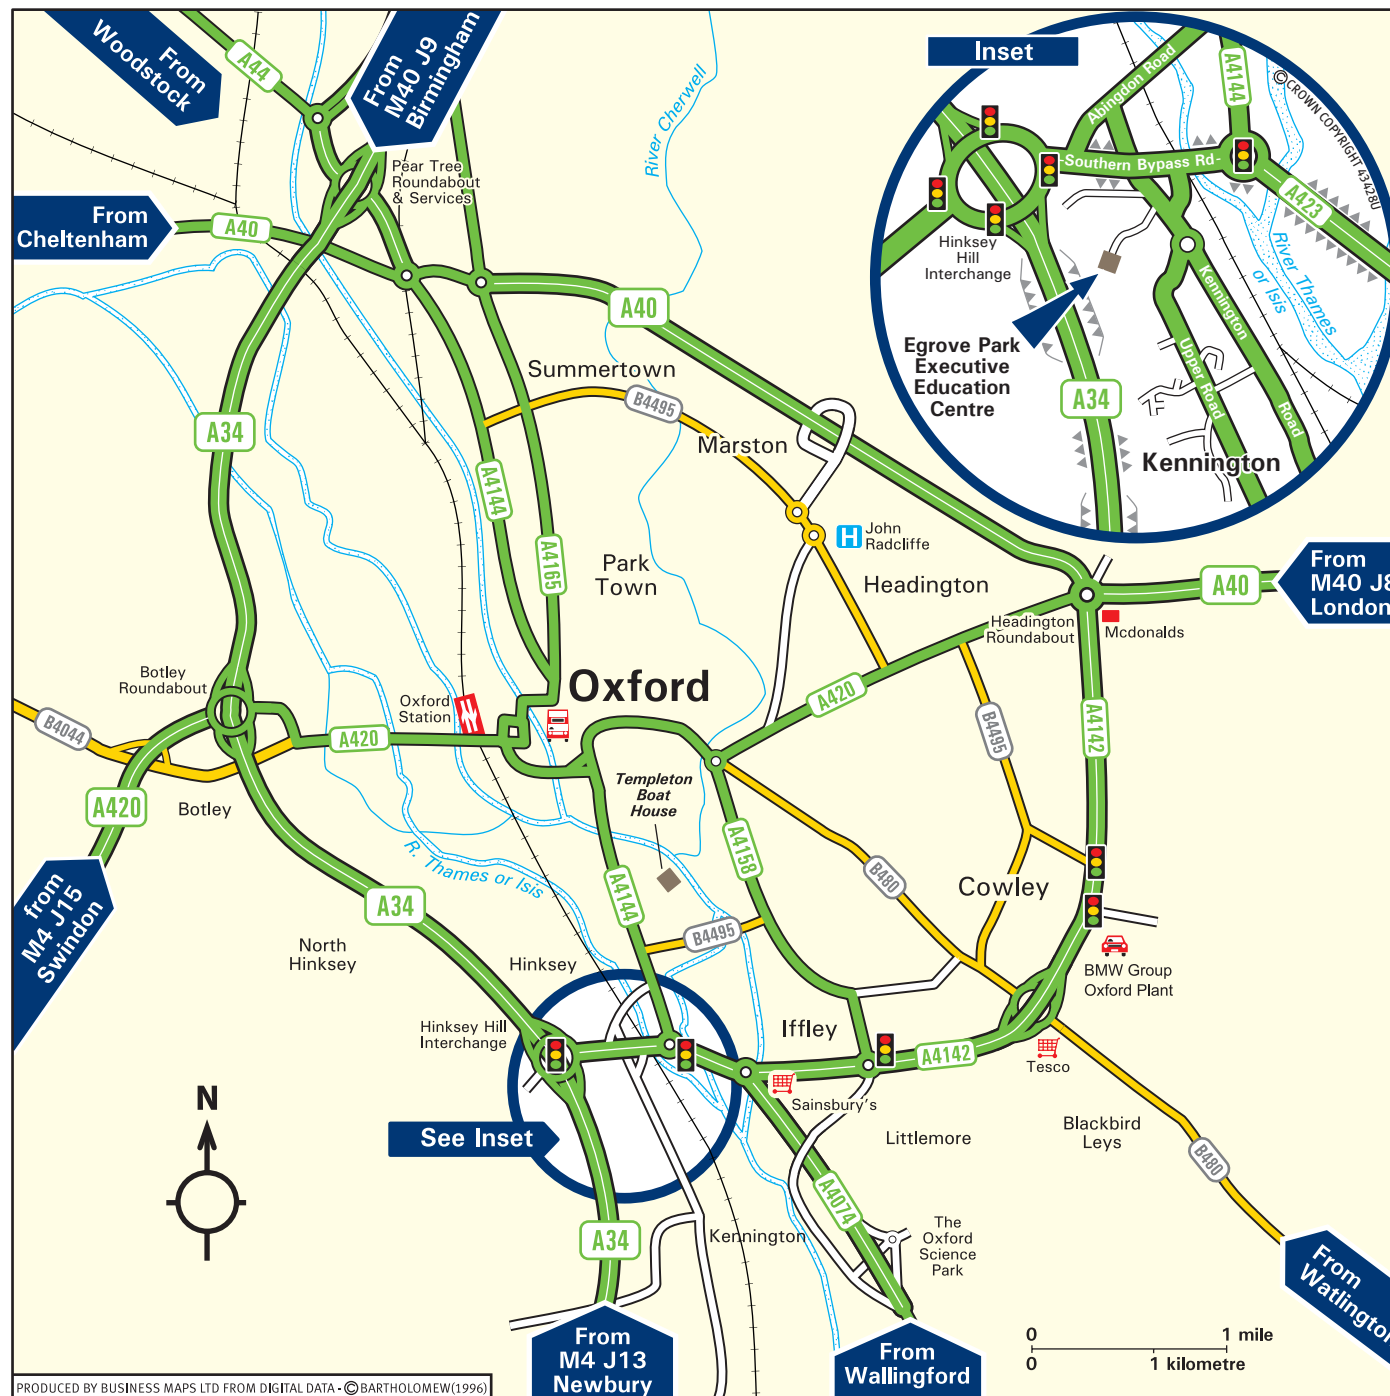 From
Woodstock
A44
From
M40 J9
Birmingham
River Cherwell
Pear Tree
Roundabout
& Services
From
Cheltenham
A40
A40
Inset
Abingdon Road
A4144
©CROWN COPYRIGHT 43428U
Southern Bypass Rd
A423
Hinksey
Hill
Interchange
River Thames
or Isis
Kennington
Road
Upper Road
Egrove Park
Executive
Education
Centre
A34
Kennington
Summertown
B4495
Marston
A34
A4144
A4165
John
Radcliffe
H
Park
Town
Headington
From
M40 J8
London
A40
Headington
Roundabout
Mcdonalds
Botley
Roundabout
Oxford
Station
Oxford
A420
B4044
A420
B4495
A4142
Templeton
Boat
House
A420
Botley
A4158
R. Thames or Isis
B480
Cowley
from
M4 J15
Swindon
A34
A4144
B4495
North
Hinksey
Hinksey
BMW Group
Oxford Plant
Hinksey Hill
Interchange
Iffley
A4142
Tesco
Sainsbury's
N
See Inset
Littlemore
Blackbird
Leys
B480
A4074
A34
Kennington
The
Oxford
Science
Park
From
Watlington
From
M4 J13
Newbury
From
Wallingford
0 1 mile
0 1 kilometre
PRODUCED BY BUSINESS MAPS LTD FROM DIGITAL DATA - ©BARTHOLOMEW(1996)